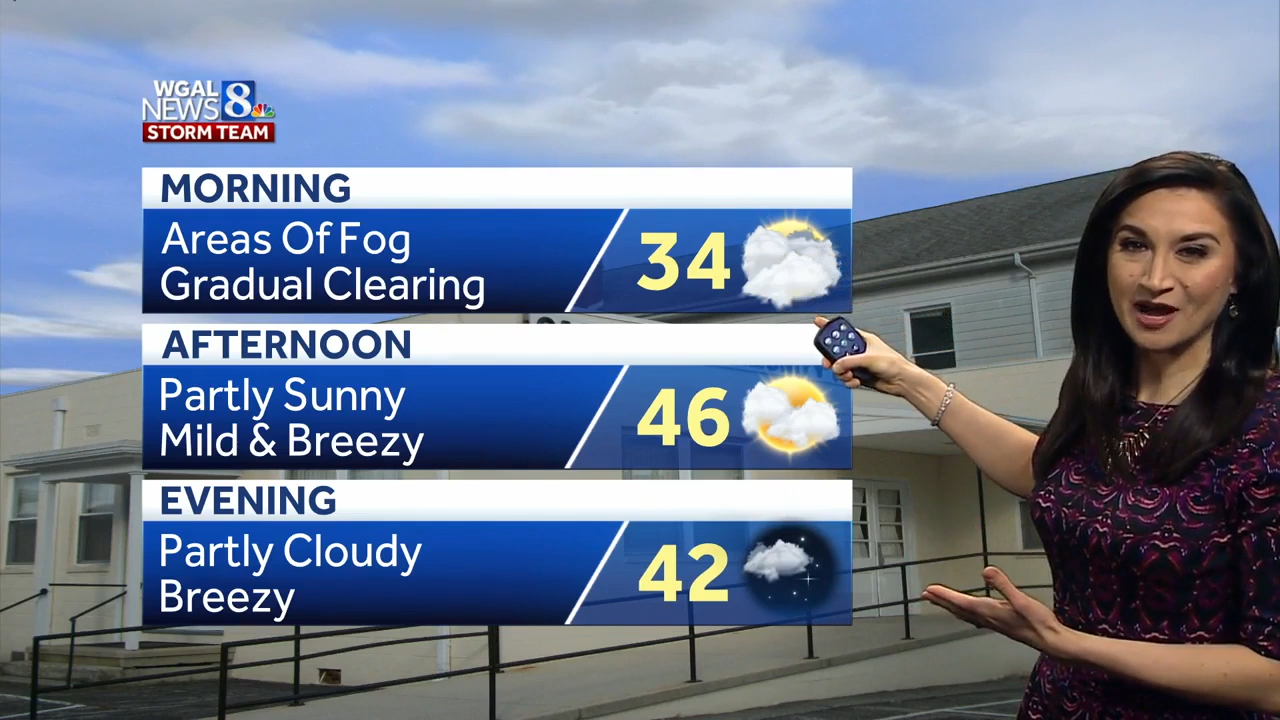 WGAL
NEWS 8
STORM TEAM
MORNING
Areas Of Fog
Gradual Clearing
34
AFTERNOON
Partly Sunny
Mild & Breezy
46
EVENING
Partly Cloudy
Breezy
42